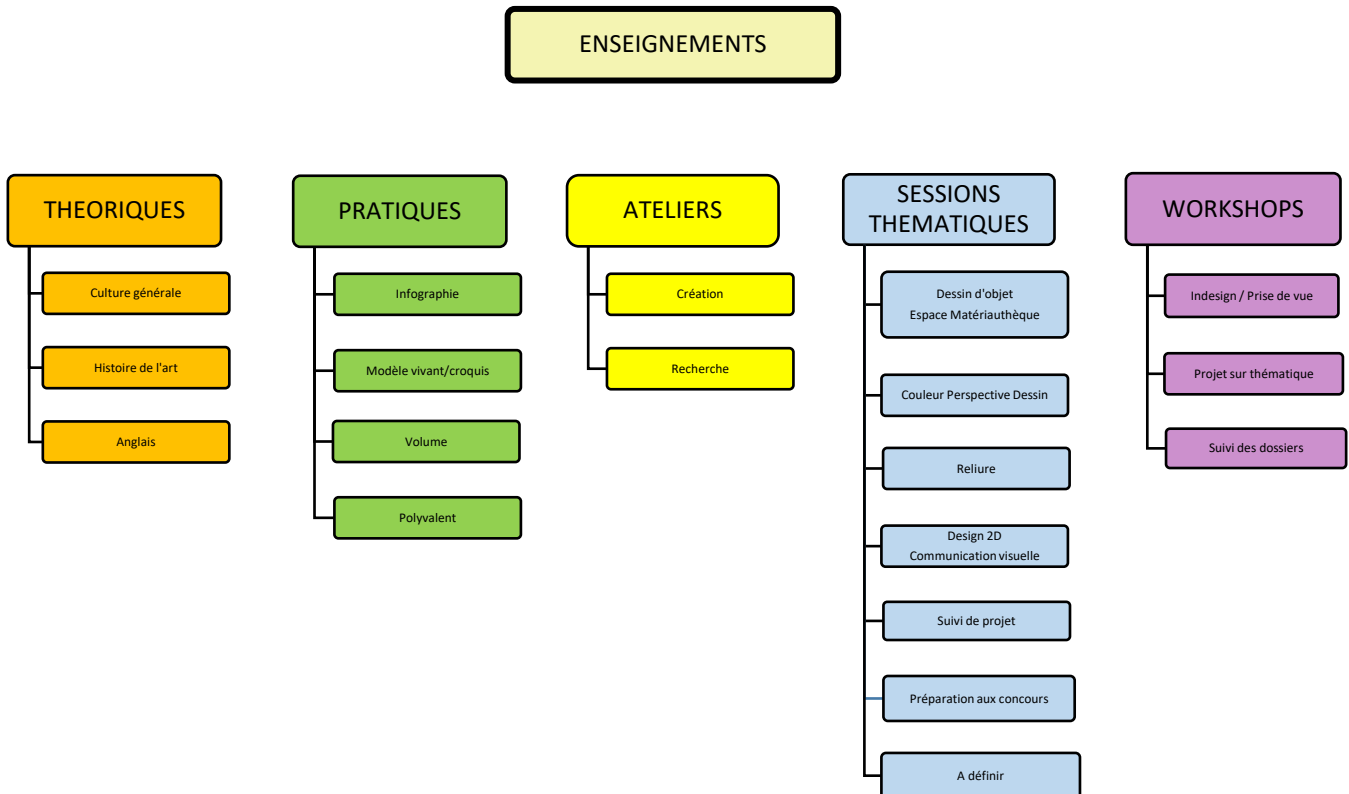 ENSEIGNEMENTS
THEORIQUES
Culture générale
Histoire de l'art
Anglais
PRATIQUES
Infographie
Modèle vivant/croquis
Volume
Polyvalent
ATELIERS
Création
Recherche
SESSIONS
THEMATIQUES
Dessin d'objet
Espace Matériauthèque
Couleur Perspective Dessin
Reliure
Design 2D
Communication visuelle
Suivi de projet
Préparation aux concours
A définir
WORKSHOPS
Indesign / Prise de vue
Projet sur thématique
Suivi des dossiers